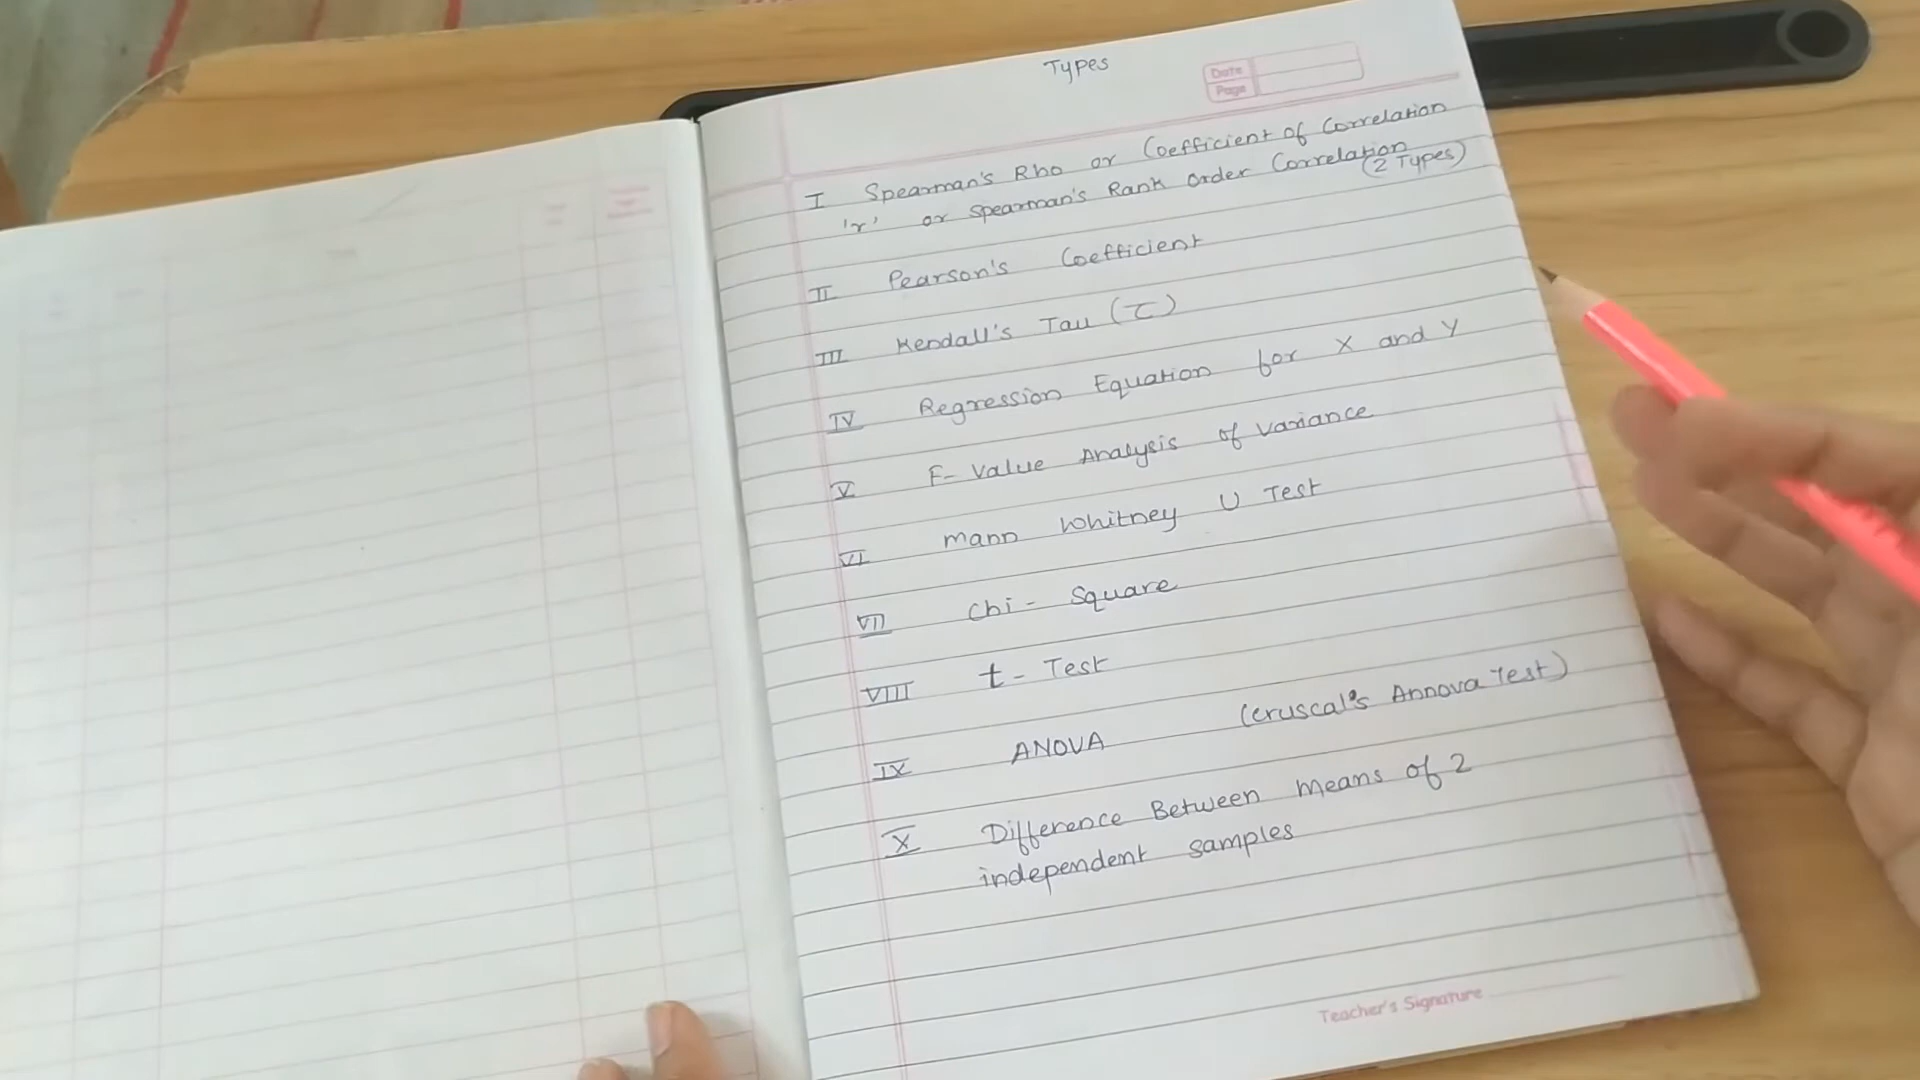 Types
Date
Page
I Spearman's Rho or Coefficient of Correlation
'r' or Spearman's Rank Order Correlation
(2 Types)
II Pearson's Coefficient
III Kendall's Tau (τ)
IV Regression Equation for X and Y
V F- Value Analysis of variance
VI Mann Whitney U Test
VII Chi - Square
VIII t - Test
IX ANOVA (Cruscal's Annova Test)
X Difference Between Means of 2
independent samples
Teacher's Signature